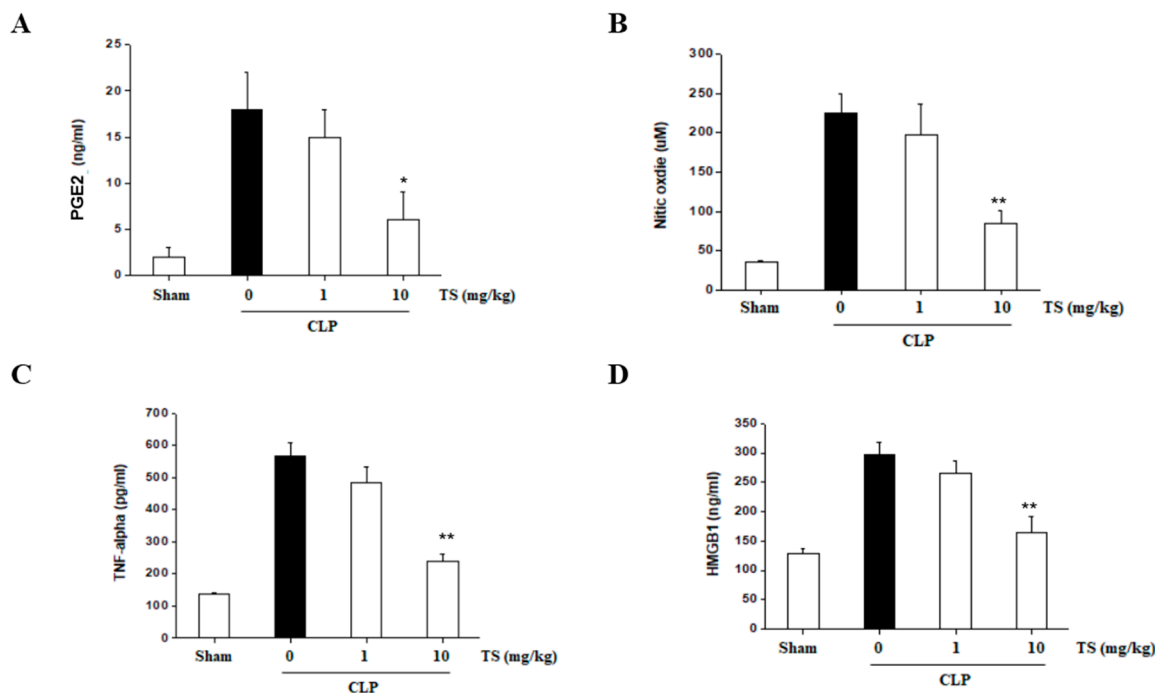 A
PGE2_ (ng/ml)
25
20
15
10
5
0
*
Sham 0 1 10 TS (mg/kg)
CLP
B
Nitic oxdie (uM)
300
250
200
150
100
50
0
**
Sham 0 1 10 TS (mg/kg)
CLP
C
TNF-alpha (pg/ml)
700
600
500
400
300
200
100
0
**
Sham 0 1 10 TS (mg/kg)
CLP
D
HMGB1 (ng/ml)
350
300
250
200
150
100
50
0
**
Sham 0 1 10 TS (mg/kg)
CLP